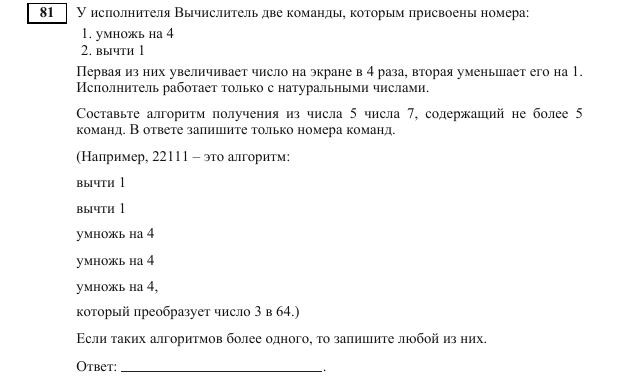 81 У исполнителя Вычислитель две команды, которым присвоены номера:
1. умножь на 4
2. вычти 1
Первая из них увеличивает число на экране в 4 раза, вторая уменьшает его на 1.
Исполнитель работает только с натуральными числами.
Составьте алгоритм получения из числа 5 числа 7, содержащий не более 5
команд. В ответе запишите только номера команд.
(Например, 22111 – это алгоритм:
вычти 1
вычти 1
умножь на 4
умножь на 4
умножь на 4,
который преобразует число 3 в 64.)
Если таких алгоритмов более одного, то запишите любой из них.
Ответ: .